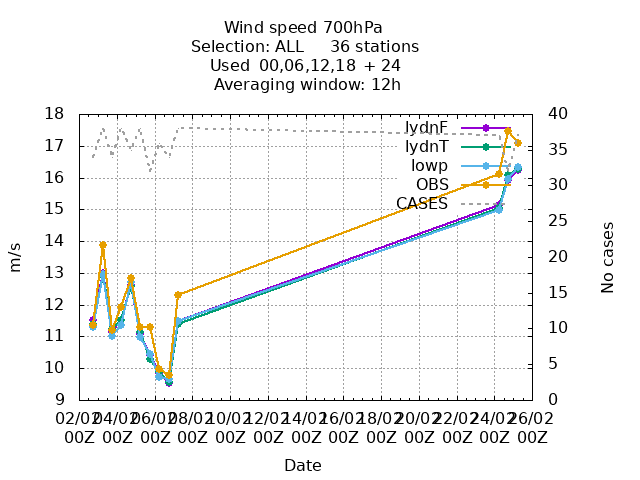 Wind speed 700hPa
Selection: ALL     36 stations
Used  00,06,12,18 + 24
Averaging window: 12h
18
17
16
15
14
13
12
11
10
9
m/s
40
35
30
25
20
15
10
5
0
No cases
lydnF
lydnT
lowp
OBS
CASES
02/02 04/02 06/02 08/02 10/02 12/02 14/02 16/02 18/02 20/02 22/02 24/02 26/02
00Z 00Z 00Z 00Z 00Z 00Z 00Z 00Z 00Z 00Z 00Z 00Z 00Z
Date